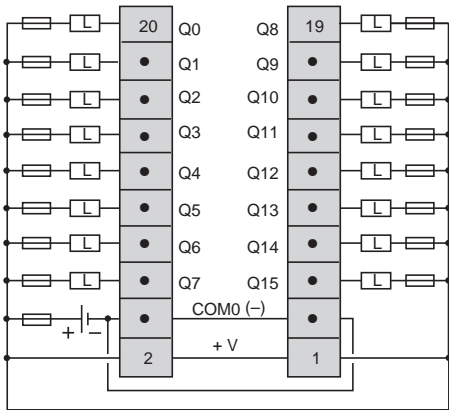 L 20 Q0 Q8 19 L
L Q1 Q9 L
L Q2 Q10 L
L Q3 Q11 L
L Q4 Q12 L
L Q5 Q13 L
L Q6 Q14 L
L Q7 Q15 L
COM0 (–)
+ –
2 + V 1